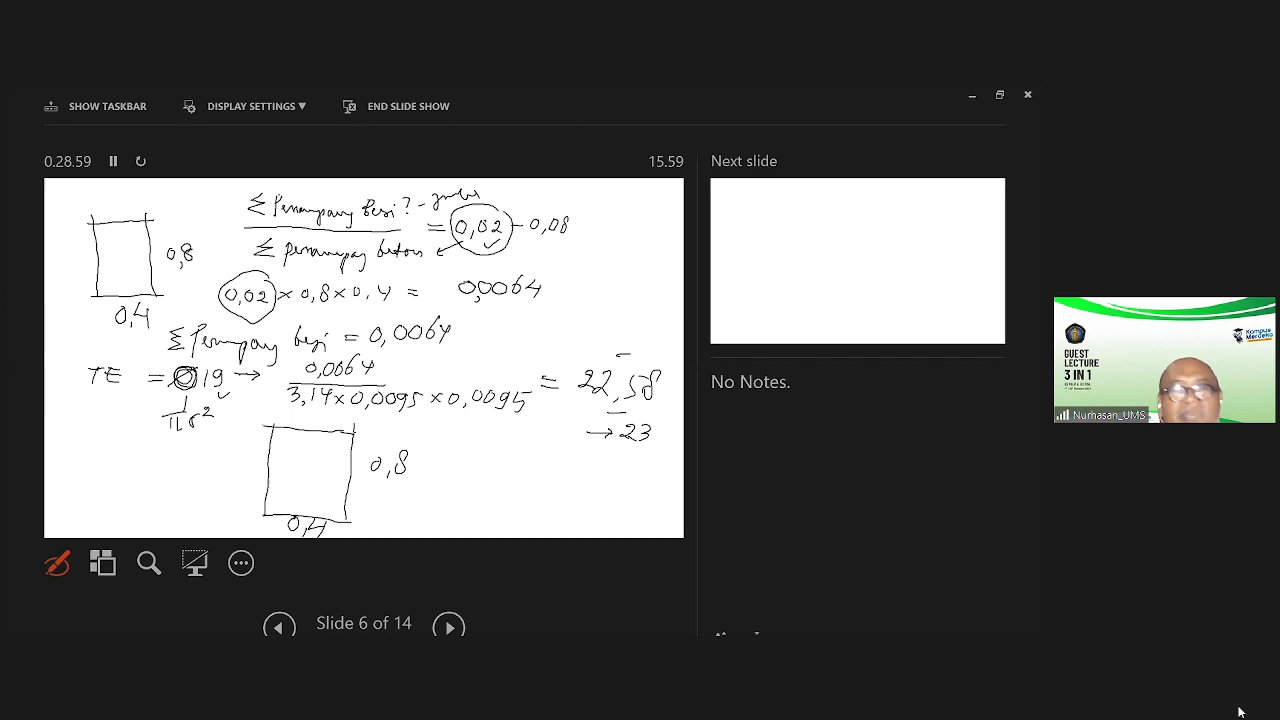 SHOW TASKBAR DISPLAY SETTINGS ▼ END SLIDE SHOW
0.28.59 15.59
Next slide
Σ Penampang besi? -
Σ penampang beton = 0,02 - 0,08
0,8
0,4
0,02 × 0,8 × 0,4 = 0,0064
Σ Penampang besi = 0,0064
TE = 19 → 0,0064
3,14 × 0,0095 × 0,0095 = 22,58
πr²
→ 23
0,8
0,4
No Notes.
GUEST
LECTURE
3 IN 1
Kampus
Merdeka
Nurhasan_UMS
Slide 6 of 14